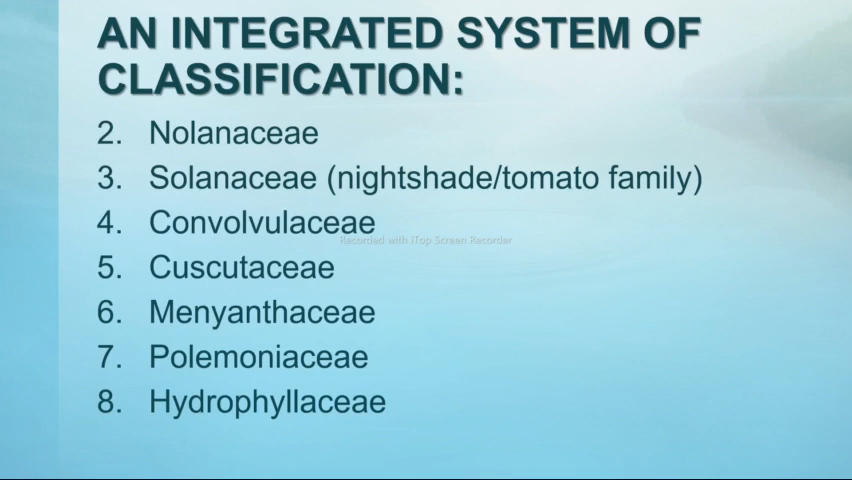 AN INTEGRATED SYSTEM OF
CLASSIFICATION:
2. Nolanaceae
3. Solanaceae (nightshade/tomato family)
4. Convolvulaceae
Recorded with iTop Screen Recorder
5. Cuscutaceae
6. Menyanthaceae
7. Polemoniaceae
8. Hydrophyllaceae